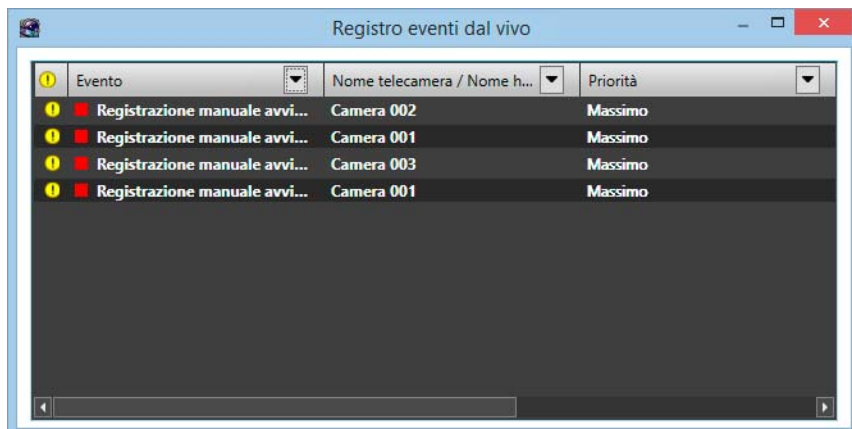 Registro eventi dal vivo
Evento Nome telecamera / Nome h... Priorità
Registrazione manuale avvi... Camera 002 Massimo
Registrazione manuale avvi... Camera 001 Massimo
Registrazione manuale avvi... Camera 003 Massimo
Registrazione manuale avvi... Camera 001 Massimo